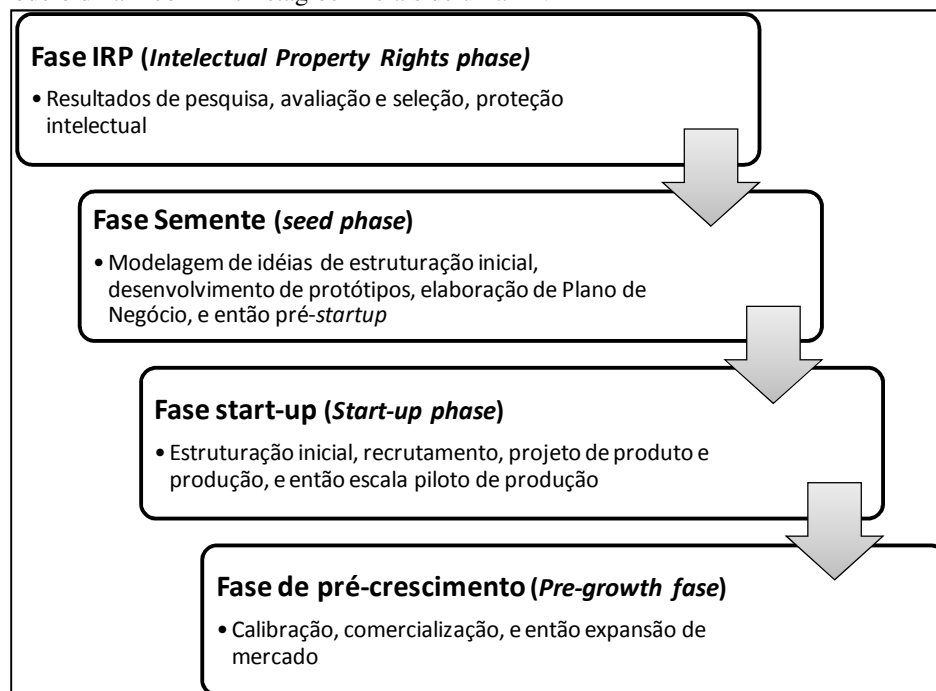 Fase IRP (Intelectual Property Rights phase)
• Resultados de pesquisa, avaliação e seleção, proteção
intelectual
Fase Semente (seed phase)
• Modelagem de idéias de estruturação inicial,
desenvolvimento de protótipos, elaboração de Plano de
Negócio, e então pré-startup
Fase start-up (Start-up phase)
• Estruturação inicial, recrutamento, projeto de produto e
produção, e então escala piloto de produção
Fase de pré-crescimento (Pre-growth fase)
• Calibração, comercialização, e então expansão de
mercado